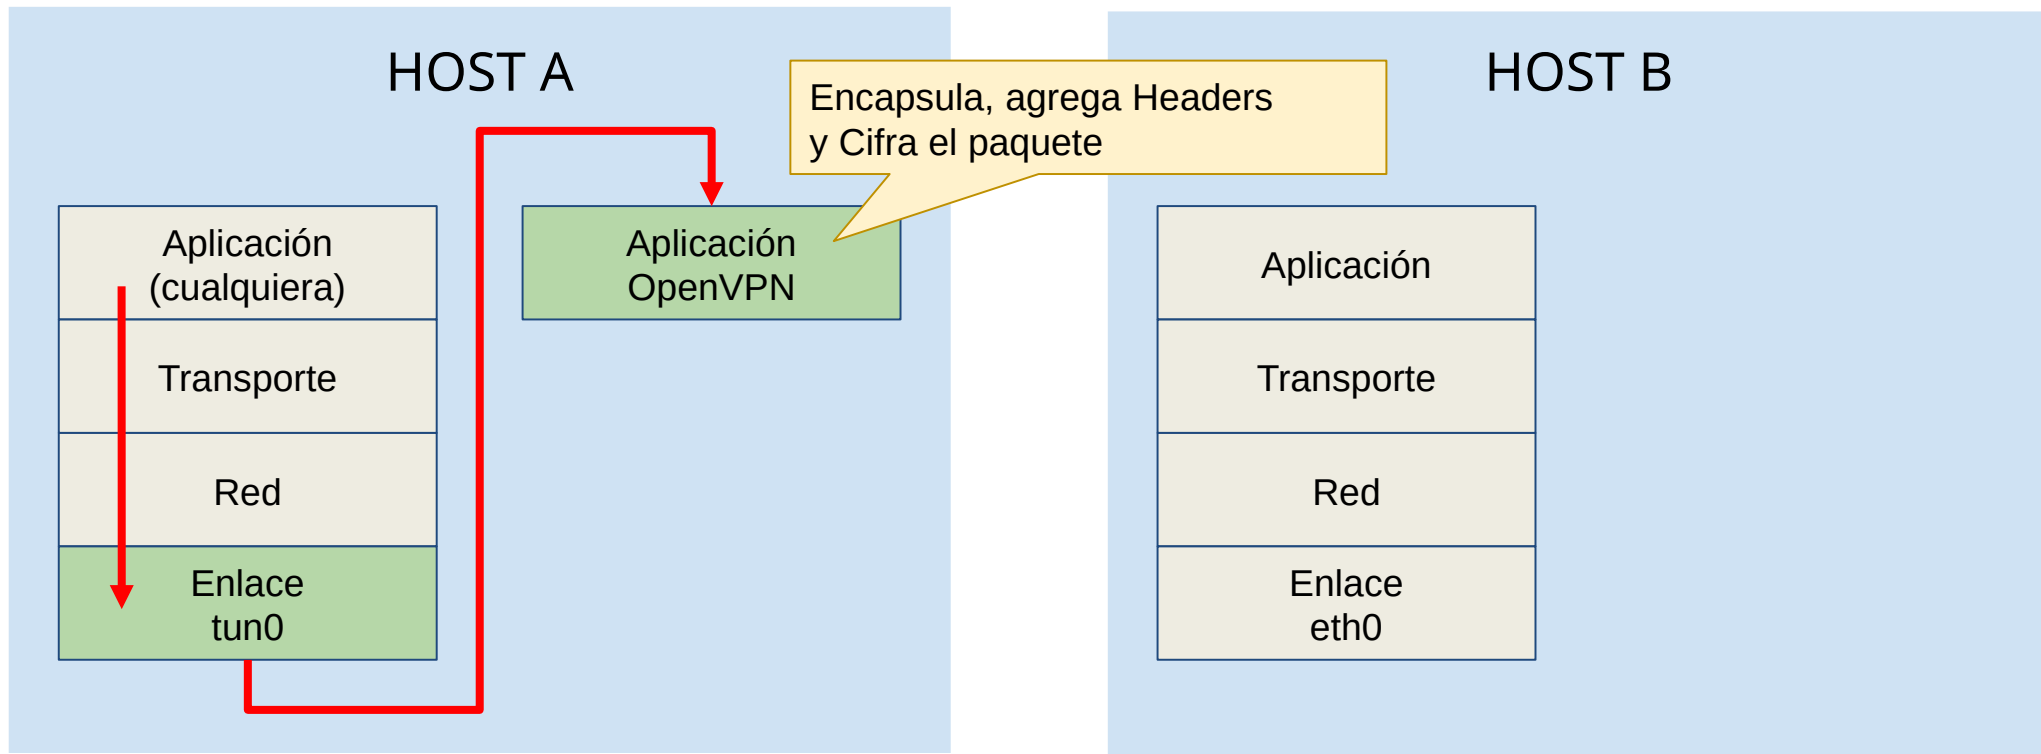 HOST A
HOST B
Encapsula, agrega Headers
y Cifra el paquete
Aplicación
(cualquiera)
Transporte
Red
Enlace
tun0
Aplicación
OpenVPN
Aplicación
Transporte
Red
Enlace
eth0